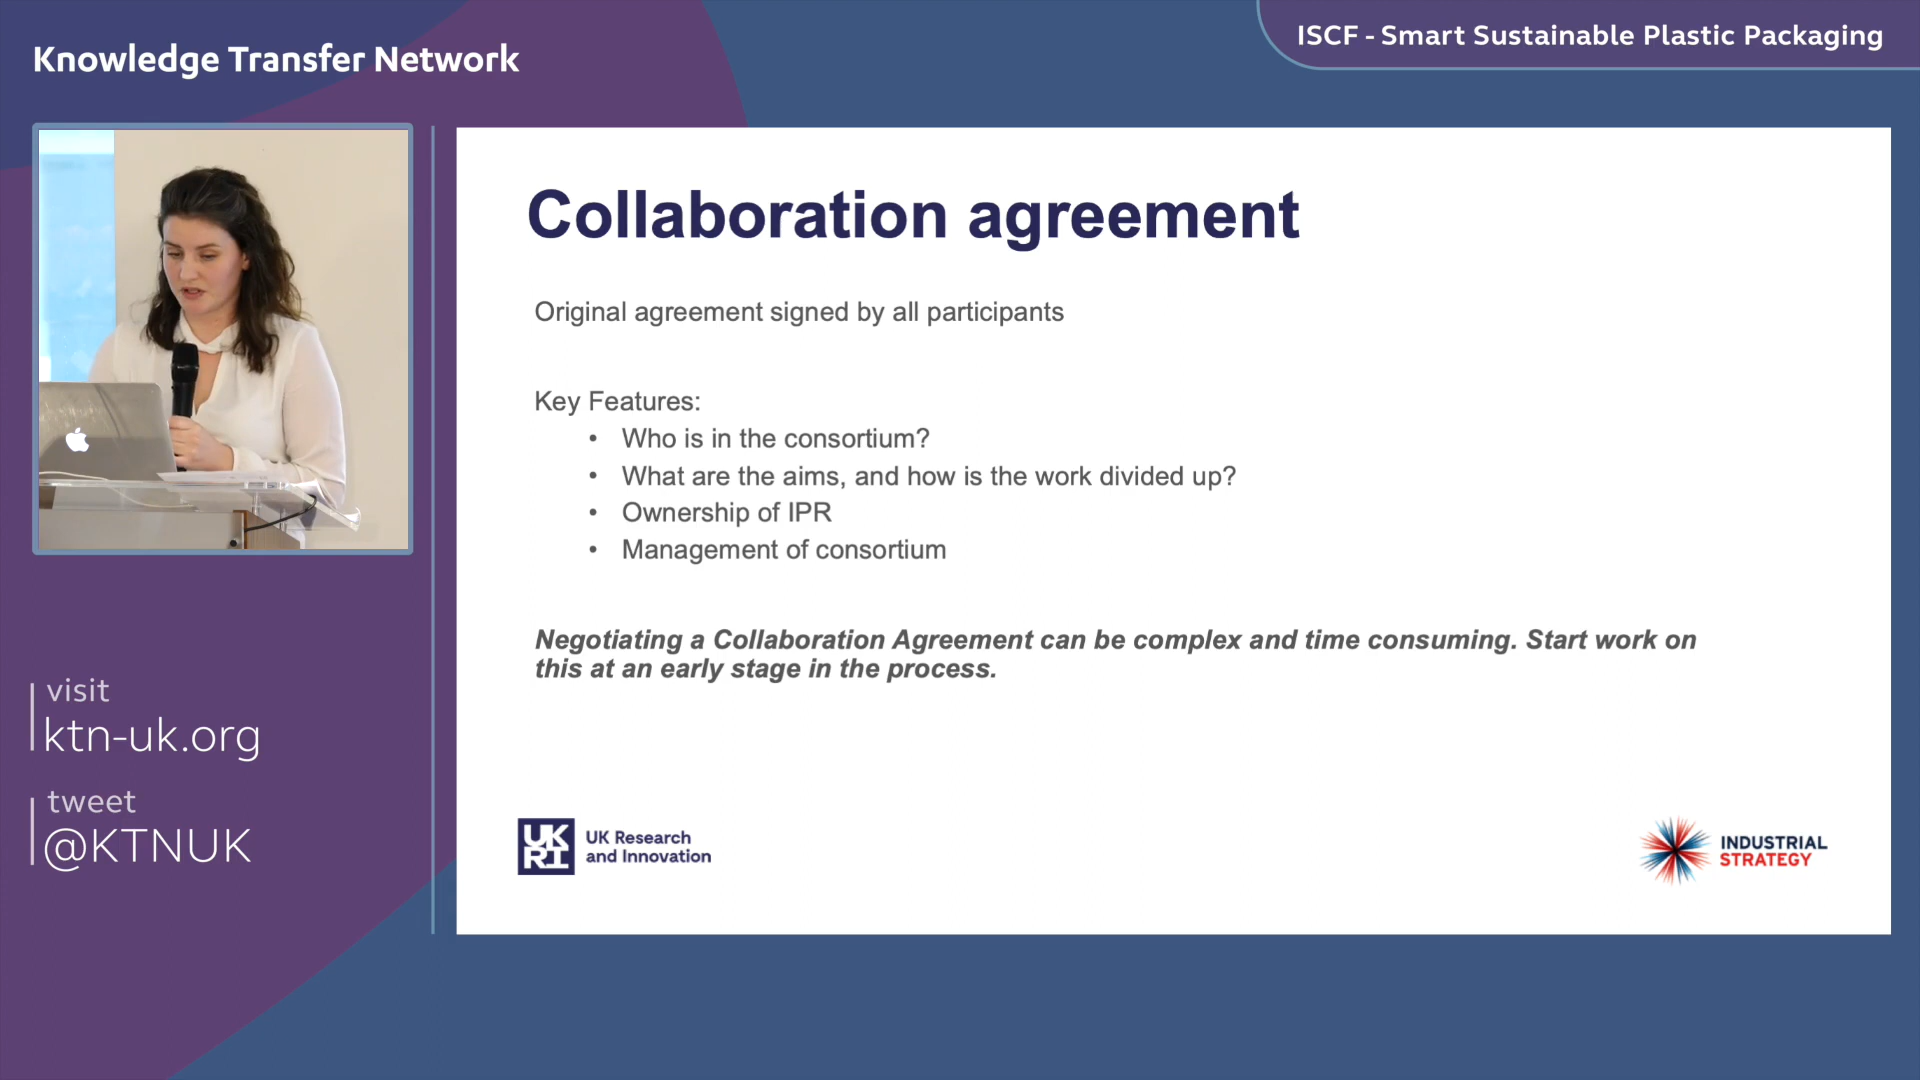 Knowledge Transfer Network
ISCF - Smart Sustainable Plastic Packaging
Collaboration agreement
Original agreement signed by all participants
Key Features:
• Who is in the consortium?
• What are the aims, and how is the work divided up?
• Ownership of IPR
• Management of consortium
Negotiating a Collaboration Agreement can be complex and time consuming. Start work on
this at an early stage in the process.
visit
ktn-uk.org
tweet
@KTNUK
UK
RI
UK Research
and Innovation
INDUSTRIAL
STRATEGY